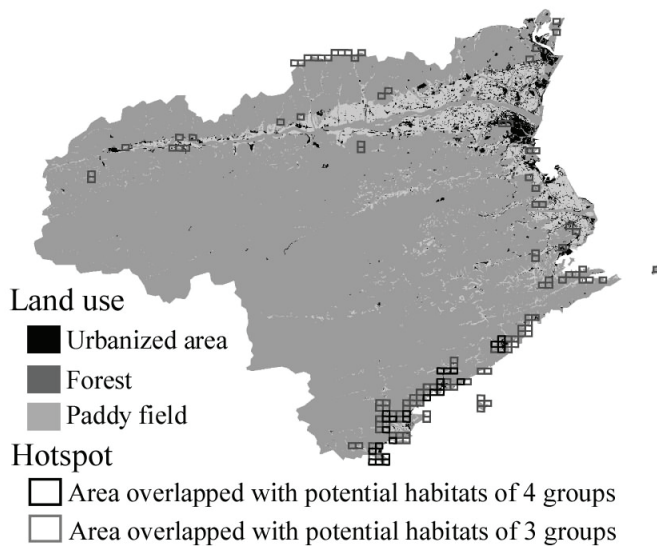 Land use
Urbanized area
Forest
Paddy field
Hotspot
Area overlapped with potential habitats of 4 groups
Area overlapped with potential habitats of 3 groups